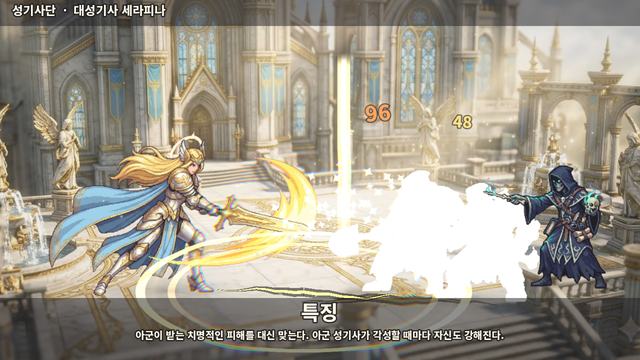 성기사단 · 대성기사 세라피나
96
48
특징
아군이 받는 치명적인 피해를 대신 맞는다. 아군 성기사가 각성할 때마다 자신도 강해진다.